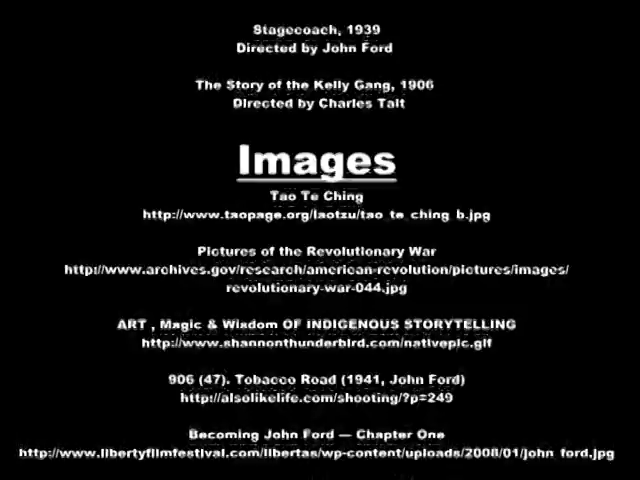 Stagecoach, 1939
Directed by John Ford
The Story of the Kelly Gang, 1906
Directed by Charles Tait
Images
Tao Te Ching
http://www.taopage.org/laotzu/tao_te_ching_b.jpg
Pictures of the Revolutionary War
http://www.archives.gov/research/american-revolution/pictures/images/
revolutionary-war-044.jpg
ART , Magic & Wisdom OF INDIGENOUS STORYTELLING
http://www.shannonthunderbird.com/nativepic.gif
906 (47). Tobacco Road (1941, John Ford)
http://alsolikelife.com/shooting/?p=249
Becoming John Ford — Chapter One
http://www.libertyfilmfestival.com/libertas/wp-content/uploads/2008/01/john_ford.jpg